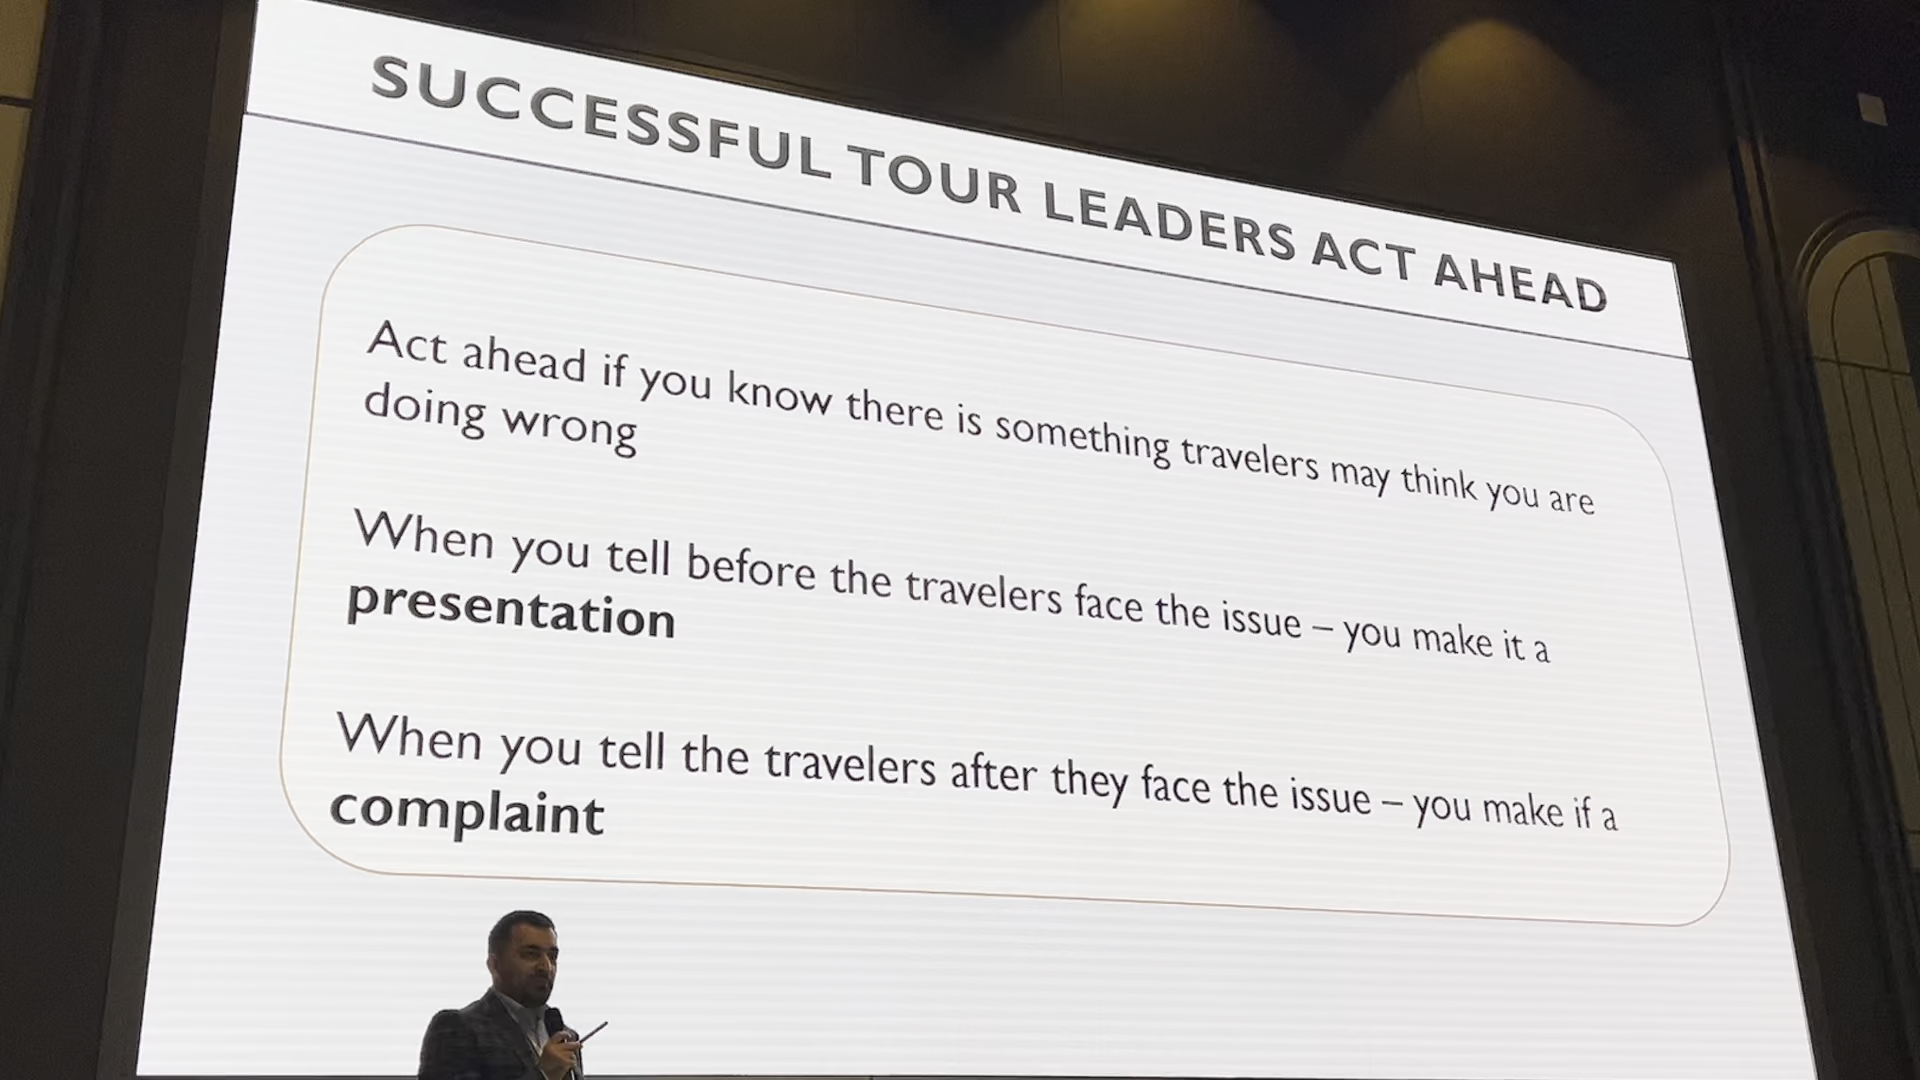 SUCCESSFUL TOUR LEADERS ACT AHEAD
Act ahead if you know there is something travelers may think you are
doing wrong
When you tell before the travelers face the issue – you make it a
presentation
When you tell the travelers after they face the issue – you make if a
complaint